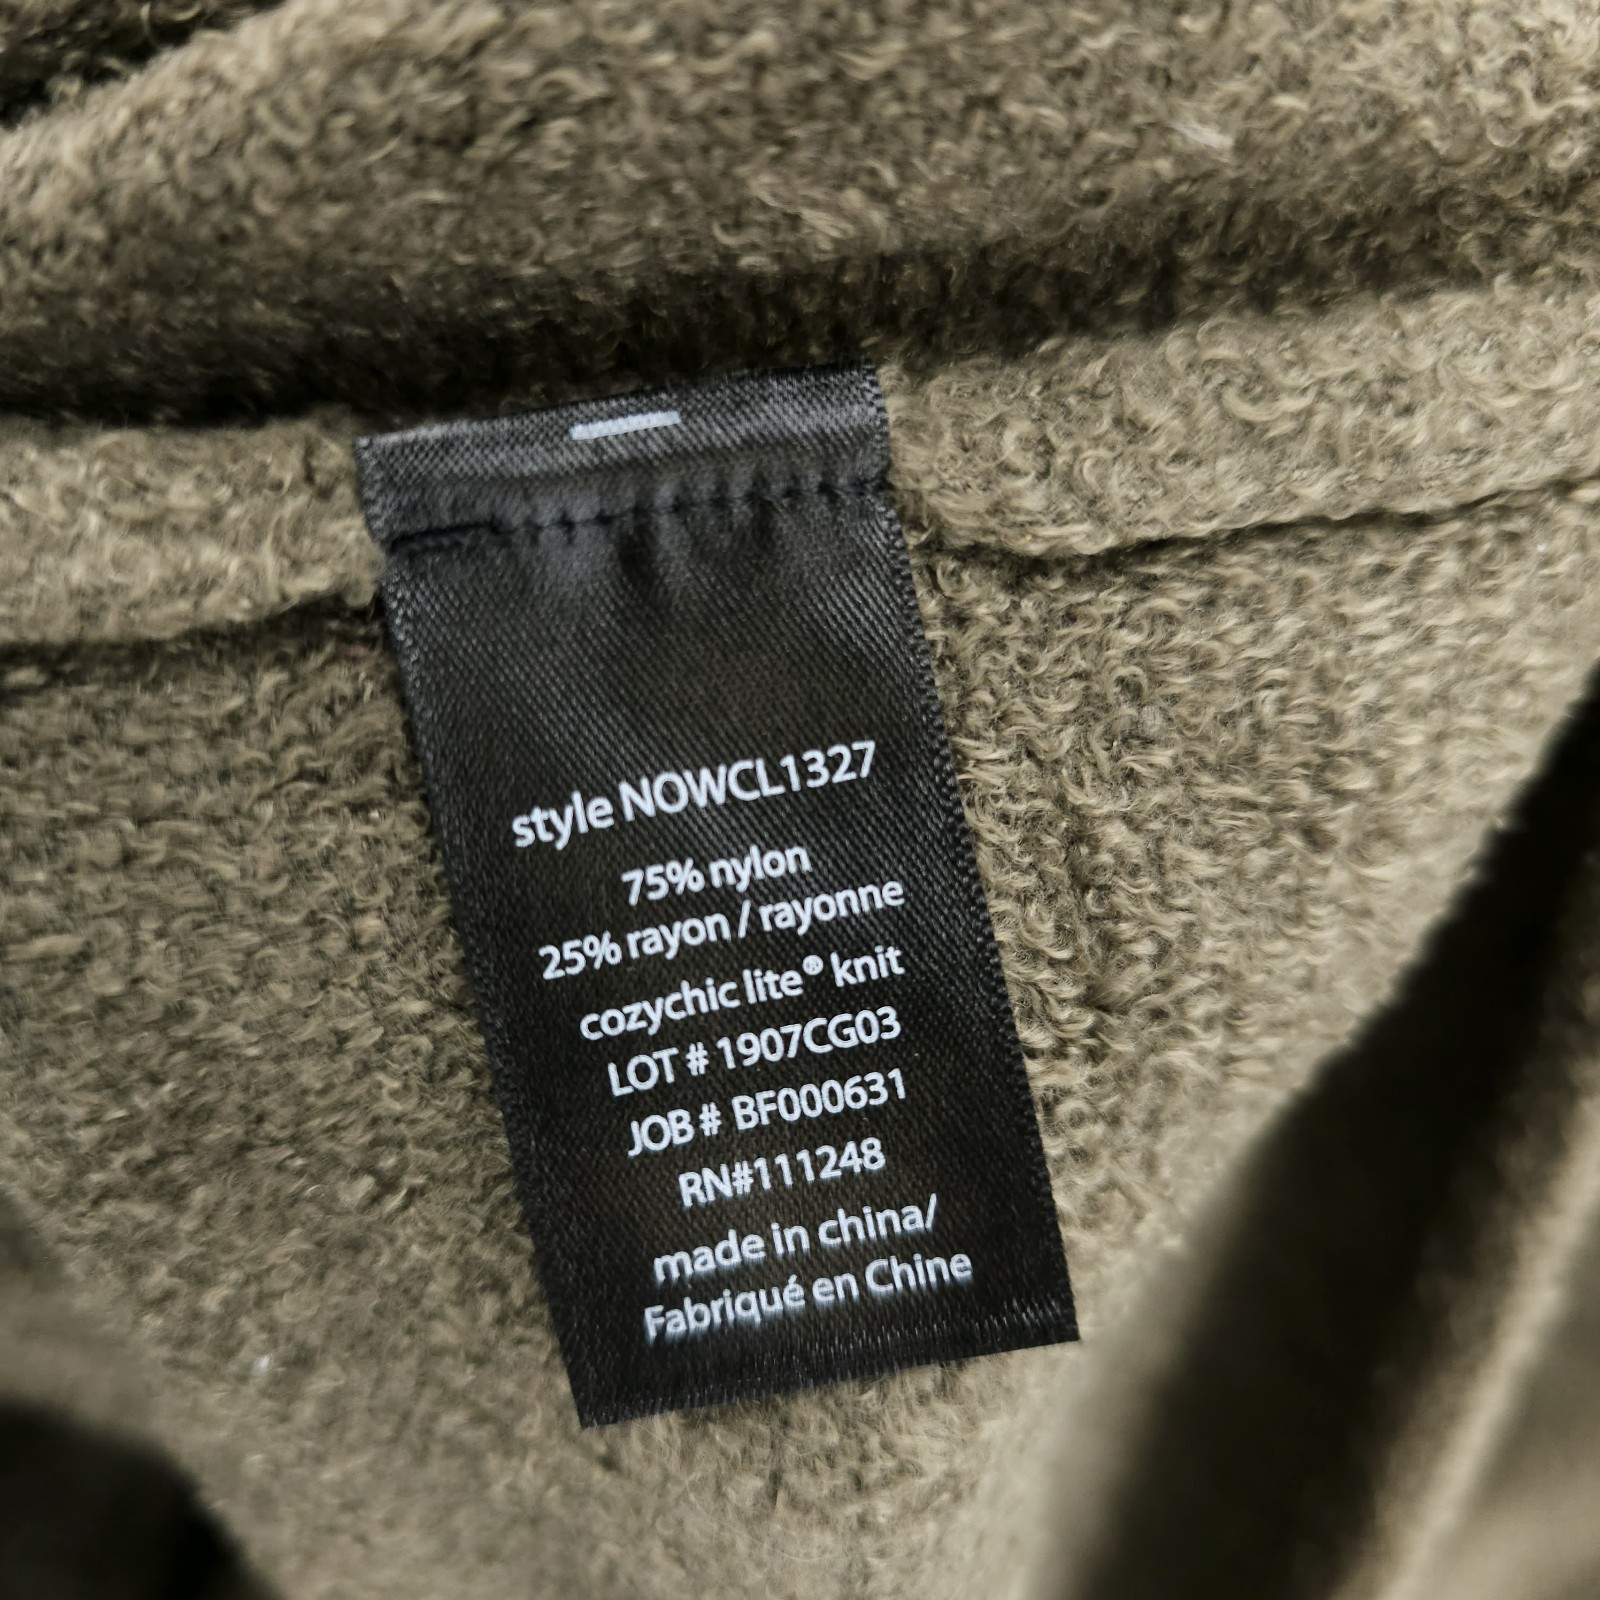 style NOWCL1327
75% nylon
25% rayon / rayonne
cozychic lite® knit
LOT # 1907CG03
JOB # BF000631
RN#111248
made in china/
Fabriqué en Chine